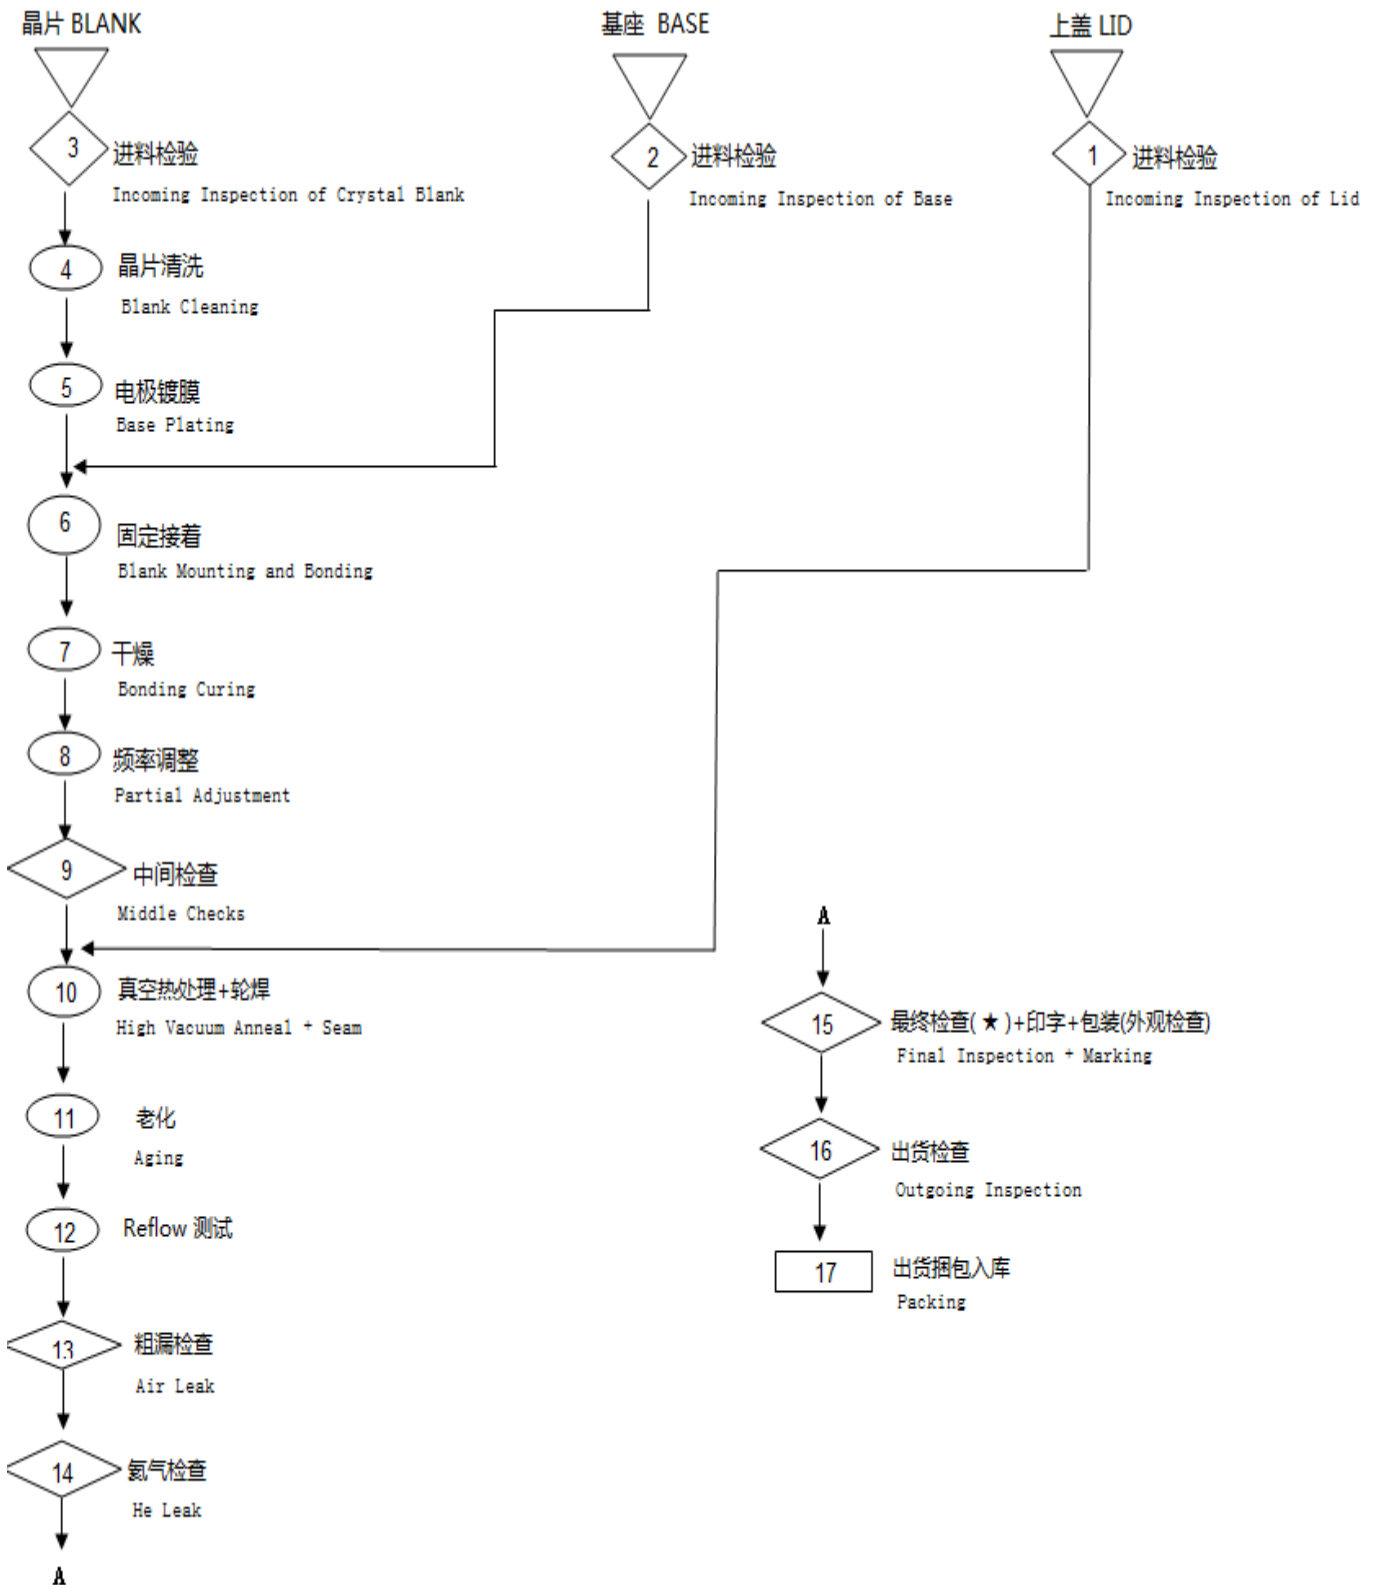 晶片 BLANK
基座 BASE
上盖 LID
3
进料检验
Incoming Inspection of Crystal Blank
2
进料检验
Incoming Inspection of Base
1
进料检验
Incoming Inspection of Lid
4
晶片清洗
Blank Cleaning
5
电极镀膜
Base Plating
6
固定接着
Blank Mounting and Bonding
7
干燥
Bonding Curing
8
频率调整
Partial Adjustment
9
中间检查
Middle Checks
10
真空热处理+轮焊
High Vacuum Anneal + Seam
11
老化
Aging
12
Reflow 测试
13
粗漏检查
Air Leak
14
氦气检查
He Leak
A
A
15
最终检查(★)+印字+包装(外观检查)
Final Inspection + Marking
16
出货检查
Outgoing Inspection
17
出货捆包入库
Packing